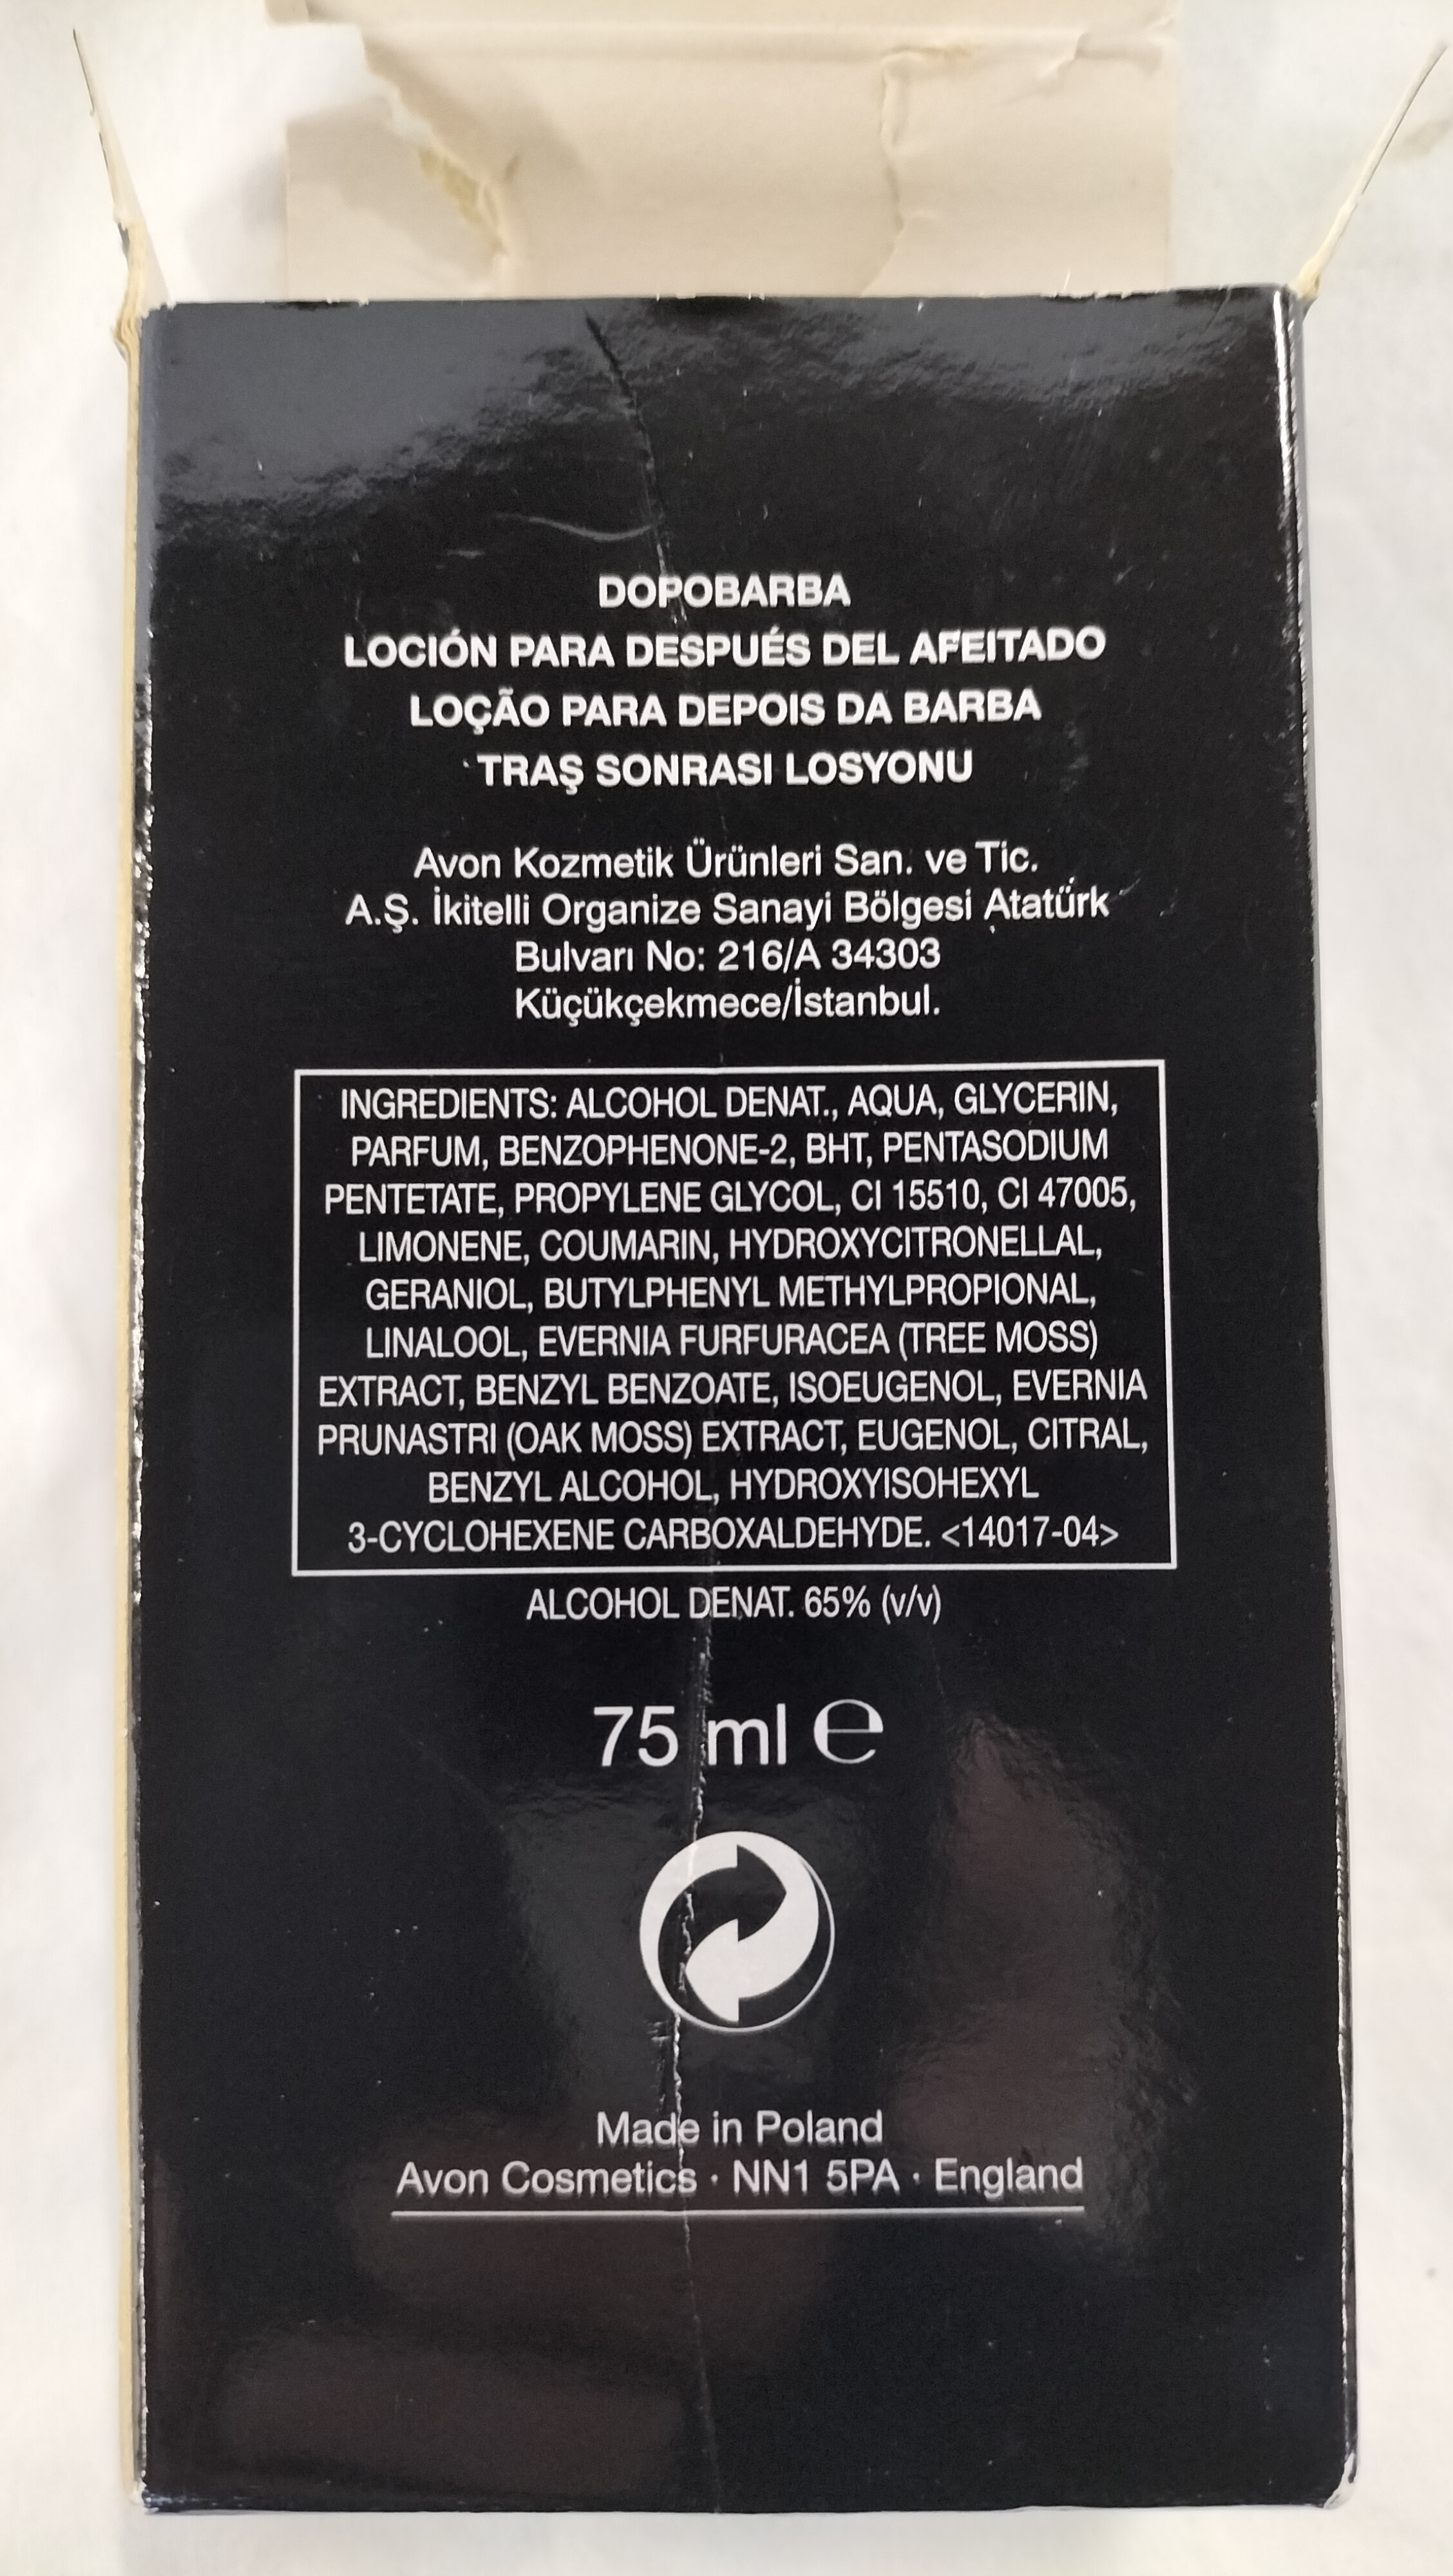 DOPOBARBA
LOCIÓN PARA DESPUÉS DEL AFEITADO
LOÇÃO PARA DEPOIS DA BARBA
TRAŞ SONRASI LOSYONU
Avon Kozmetik Ürünleri San. ve Tic.
A.Ş. İkitelli Organize Sanayi Bölgesi Atatürk
Bulvarı No: 216/A 34303
Küçükçekmece/İstanbul.
INGREDIENTS: ALCOHOL DENAT., AQUA, GLYCERIN,
PARFUM, BENZOPHENONE-2, BHT, PENTASODIUM
PENTETATE, PROPYLENE GLYCOL, CI 15510, CI 47005,
LIMONENE, COUMARIN, HYDROXYCITRONELLAL,
GERANIOL, BUTYLPHENYL METHYLPROPIONAL,
LINALOOL, EVERNIA FURFURACEA (TREE MOSS)
EXTRACT, BENZYL BENZOATE, ISOEUGENOL, EVERNIA
PRUNASTRI (OAK MOSS) EXTRACT, EUGENOL, CITRAL,
BENZYL ALCOHOL, HYDROXYISOHEXYL
3-CYCLOHEXENE CARBOXALDEHYDE. <14017-04>
ALCOHOL DENAT. 65% (v/v)
75 ml ℮
Made in Poland
Avon Cosmetics · NN1 5PA · England